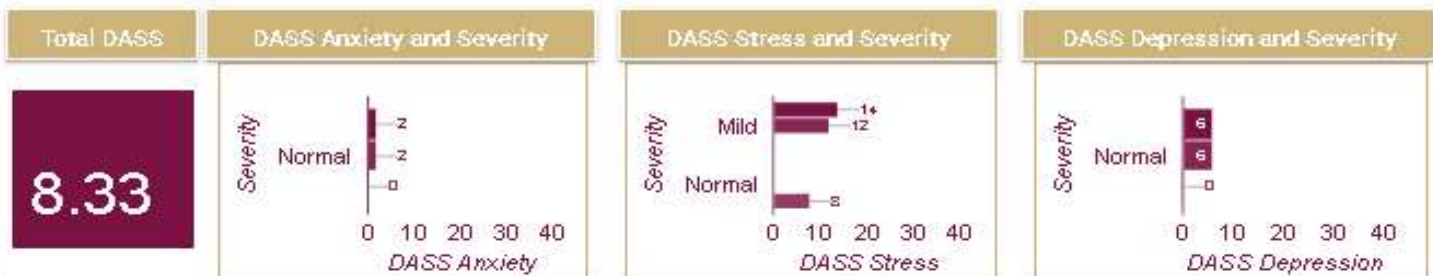 Total DASS
8.33
DASS Anxiety and Severity
Severity
Normal
2
2
0
0 10 20 30 40
DASS Anxiety
DASS Stress and Severity
Severity
Mild
Normal
14
12
8
0 10 20 30 40
DASS Stress
DASS Depression and Severity
Severity
Normal
6
6
0
0 10 20 30 40
DASS Depression